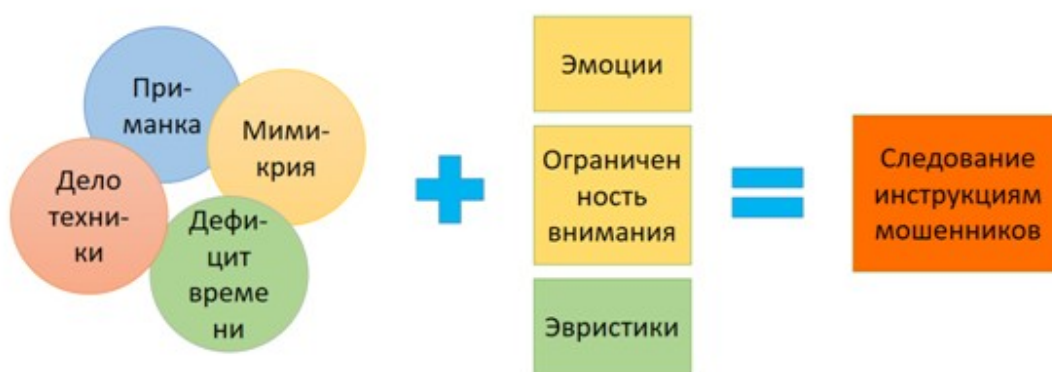 При-
манка
Мими-
крия
Дело
техни-
ки
Дефи-
цит
време
ни
Эмоции
Ограничен
ность
внимания
Эвристики
Следование
инструкциям
мошенников